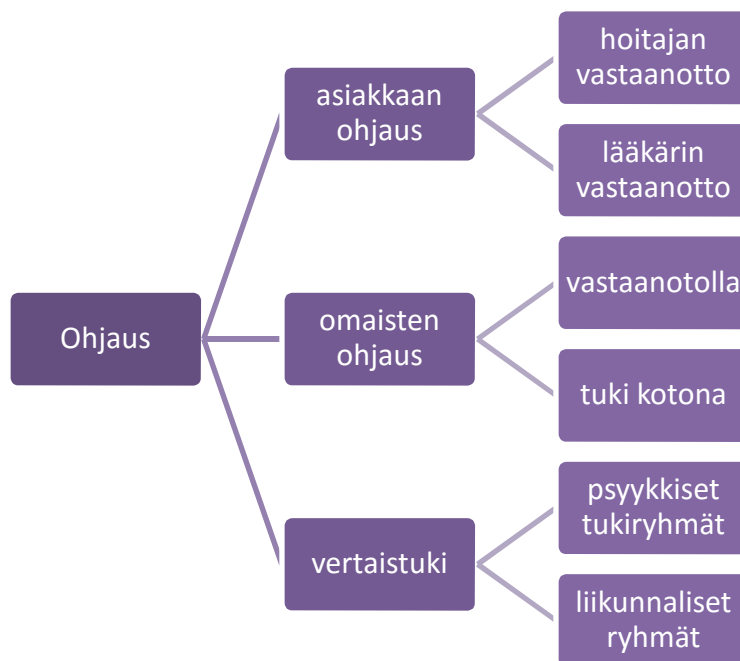 Ohjaus
asiakkaan
ohjaus
hoitajan
vastaanotto
lääkärin
vastaanotto
omaisten
ohjaus
vastaanotolla
tuki kotona
vertaistuki
psyykkiset
tukiryhmät
liikunnaliset
ryhmät